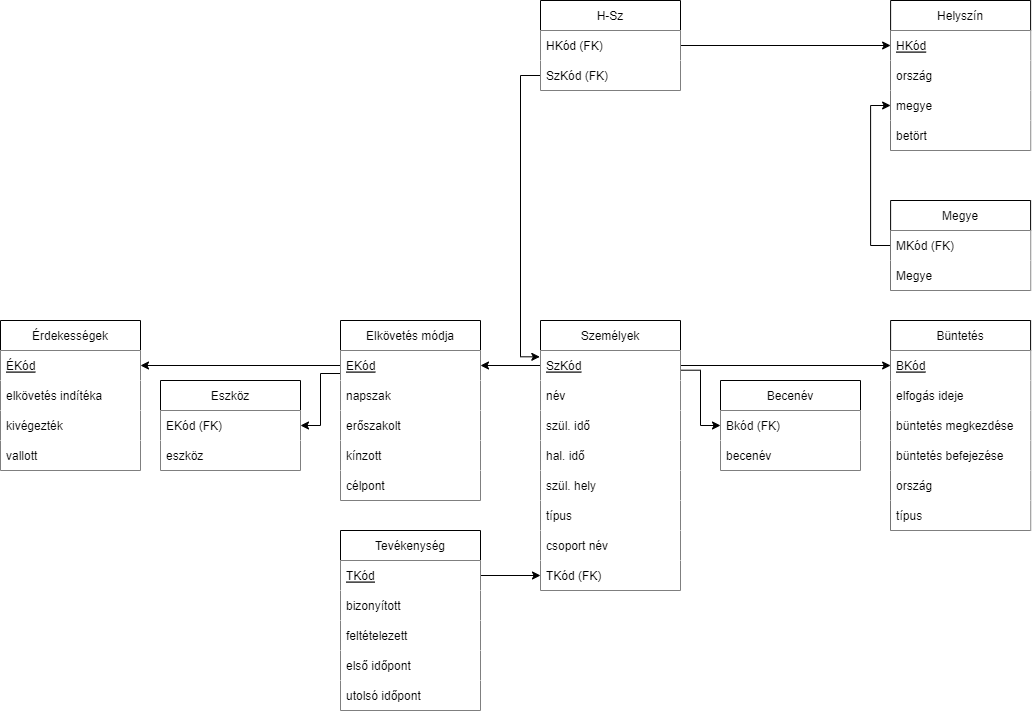 H-Sz
HKód (FK)
SzKód (FK)
Helyszín
HKód
ország
megye
betört
Megye
MKód (FK)
Megye
Érdekességek
ÉKód
elkövetés indítéka
kivégezték
vallott
Eszköz
EKód (FK)
eszköz
Elkövetés módja
EKód
napszak
erőszakolt
kínzott
célpont
Személyek
SzKód
név
szül. idő
hal. idő
szül. hely
típus
csoport név
TKód (FK)
Becenév
Bkód (FK)
becenév
Büntetés
BKód
elfogás ideje
büntetés megkezdése
büntetés befejezése
ország
típus
Tevékenység
TKód
bizonyított
feltételezett
első időpont
utolsó időpont